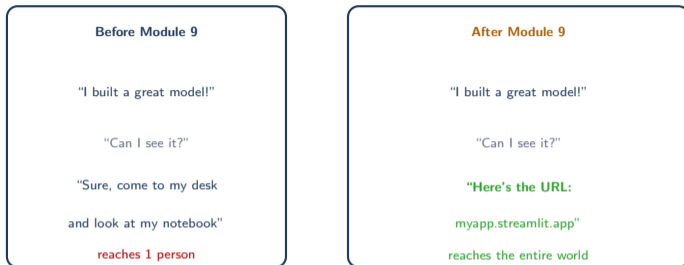 Before Module 9
“I built a great model!”
“Can I see it?”
“Sure, come to my desk
and look at my notebook”
reaches 1 person
After Module 9
“I built a great model!”
“Can I see it?”
“Here's the URL:
myapp.streamlit.app”
reaches the entire world